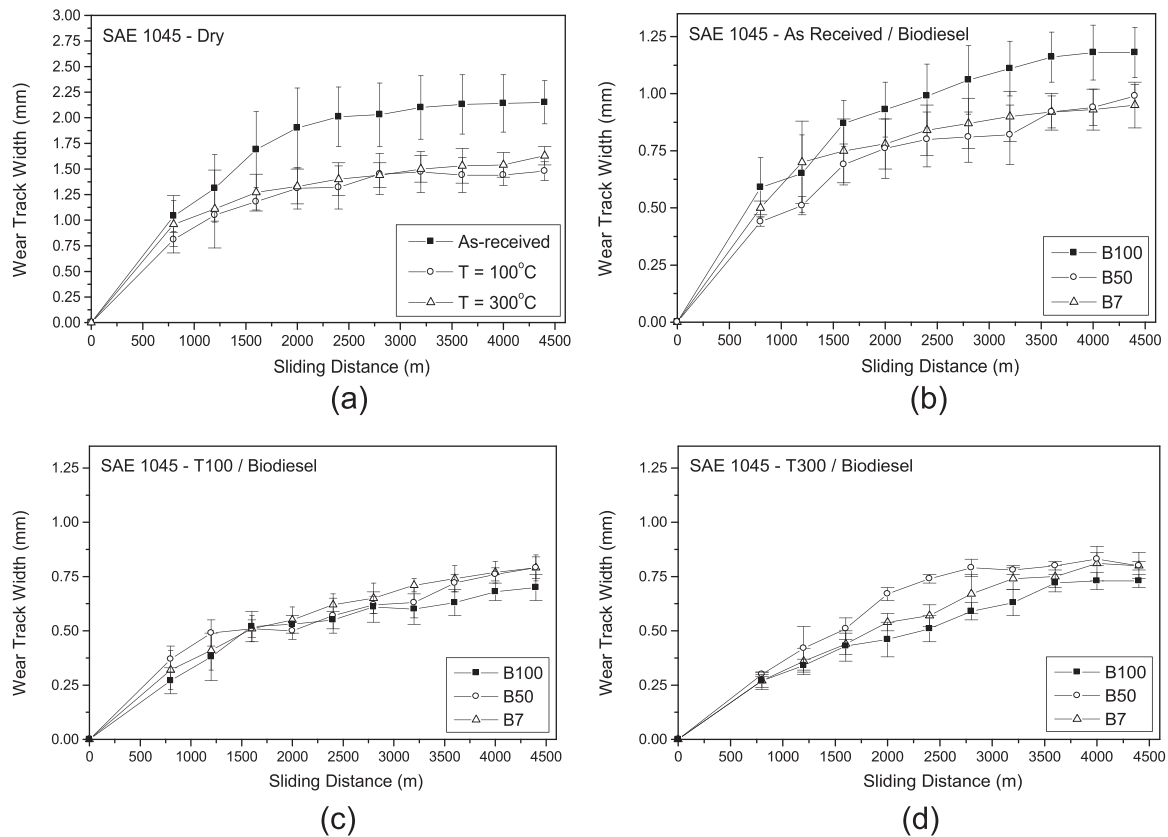 SAE 1045 - Dry
Wear Track Width (mm)
3.00
2.75
2.50
2.25
2.00
1.75
1.50
1.25
1.00
0.75
0.50
0.25
0.00
As-received
T = 100°C
T = 300°C
0 500 1000 1500 2000 2500 3000 3500 4000 4500
Sliding Distance (m)
(a)
SAE 1045 - As Received / Biodiesel
Wear Track Width (mm)
1.25
1.00
0.75
0.50
0.25
0.00
B100
B50
B7
0 500 1000 1500 2000 2500 3000 3500 4000 4500
Sliding Distance (m)
(b)
SAE 1045 - T100 / Biodiesel
Wear Track Width (mm)
1.25
1.00
0.75
0.50
0.25
0.00
B100
B50
B7
0 500 1000 1500 2000 2500 3000 3500 4000 4500
Sliding Distance (m)
(c)
SAE 1045 - T300 / Biodiesel
Wear Track Width (mm)
1.25
1.00
0.75
0.50
0.25
0.00
B100
B50
B7
0 500 1000 1500 2000 2500 3000 3500 4000 4500
Sliding Distance (m)
(d)